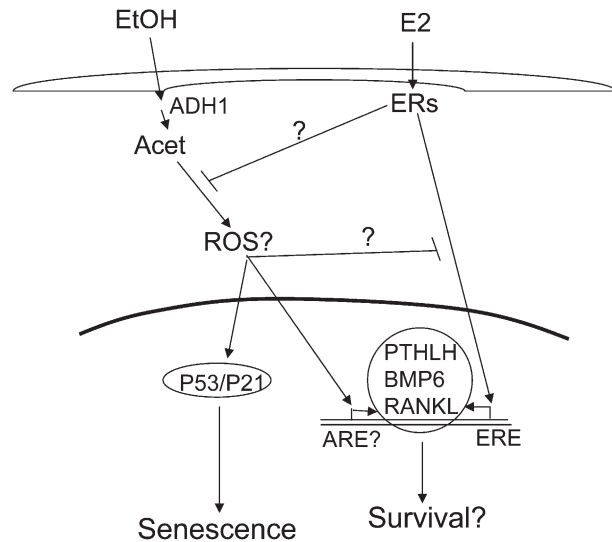 EtOH
E2
ADH1
ERs
?
Acet
ROS?
?
PTHLH
BMP6
RANKL
P53/P21
ARE?
ERE
Senescence
Survival?